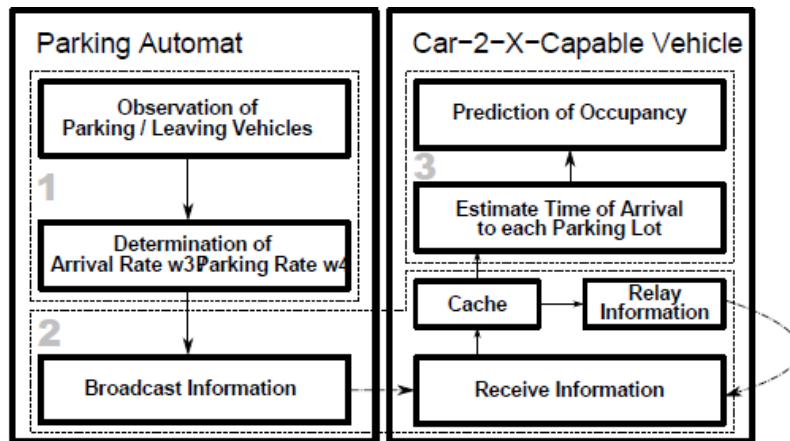 Parking Automat
Observation of
Parking / Leaving Vehicles
1
Determination of
Arrival Rate w3 Parking Rate w4
2
Broadcast Information
Car-2-X-Capable Vehicle
Prediction of Occupancy
3
Estimate Time of Arrival
to each Parking Lot
Cache
Relay
Information
Receive Information